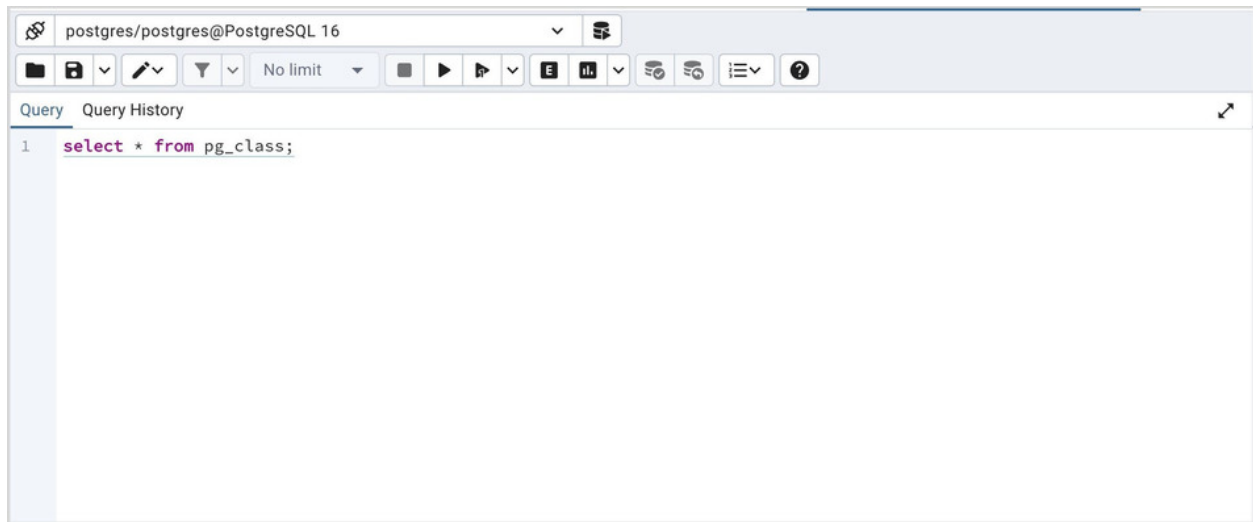 postgres/postgres@PostgreSQL 16
No limit
E
Query Query History
1 select * from pg_class;